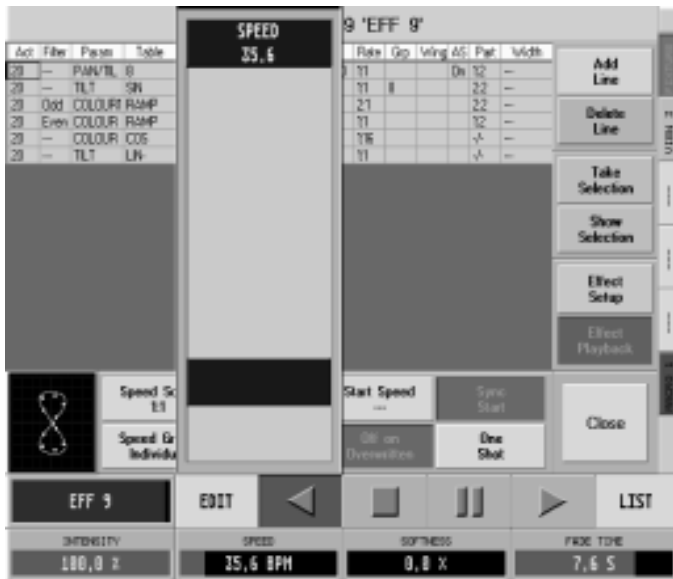 9 'EFF 9'
SPEED
35.6
Act Filter Param Table Rate Grp Wing AS Part Width
20 -- PAN/TIL 8 1:1 On 1/2 --
20 -- TILT SIN 1:1 2/2 --
20 Odd COLOUR1 RAMP 2:1 2/2 --
20 Even COLOUR RAMP 1:1 1/2 --
20 -- COLOUR COS -/- --
20 -- TILT LIN- 1:1 -/- --
Add
Line
Delete
Line
Take
Selection
Show
Selection
Effect
Setup
Effect
Playback
Speed Sc
1:1
Start Speed
---
Sync
Start
Speed Gr
Individu
Off on
Overwritten
One
Shot
Close
EFF 9
EDIT
LIST
INTENSITY
100,0 %
SPEED
35,6 BPM
SOFTNESS
0,0 %
FADE TIME
7,6 S